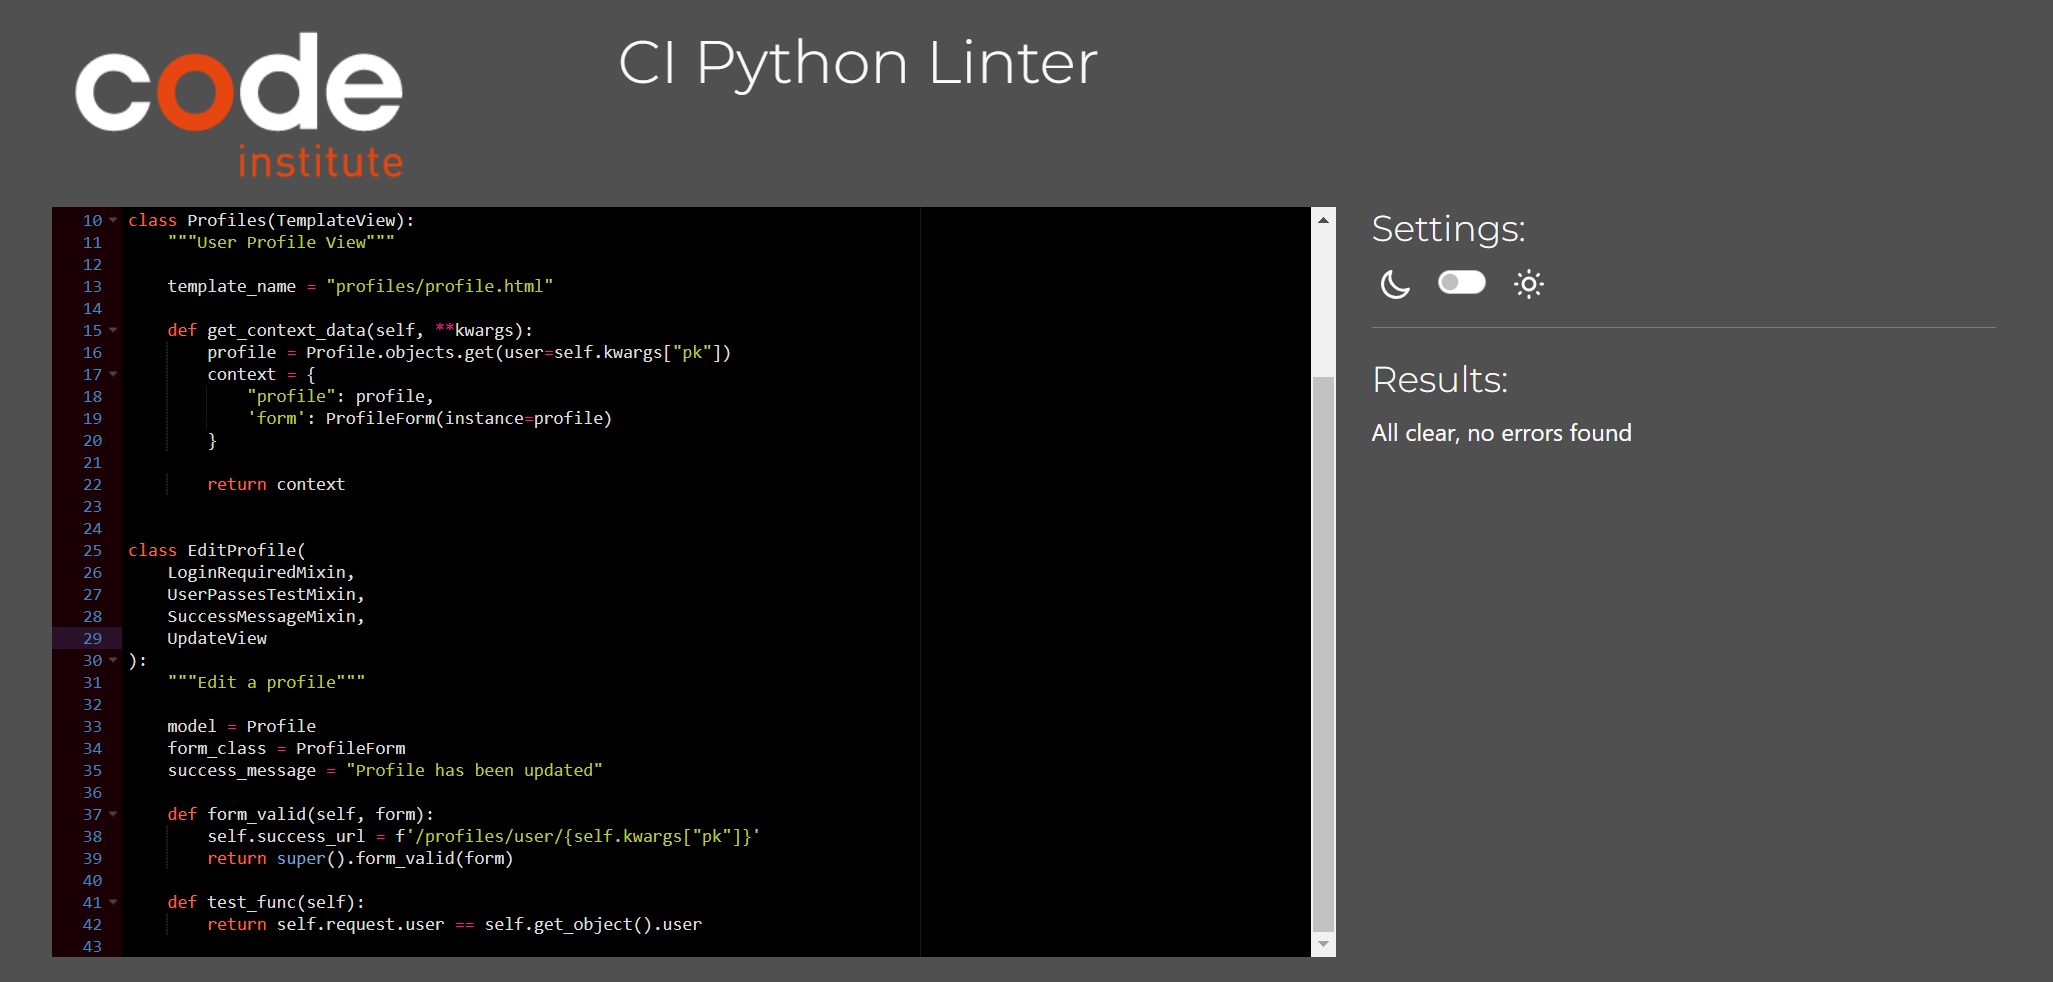 code
institute
CI Python Linter
10 class Profiles(TemplateView):
11     """User Profile View"""
12
13     template_name = "profiles/profile.html"
14
15     def get_context_data(self, **kwargs):
16         profile = Profile.objects.get(user=self.kwargs["pk"])
17         context = {
18             "profile": profile,
19             'form': ProfileForm(instance=profile)
20         }
21
22         return context
23
24
25 class EditProfile(
26     LoginRequiredMixin,
27     UserPassesTestMixin,
28     SuccessMessageMixin,
29     UpdateView
30 ):
31     """Edit a profile"""
32
33     model = Profile
34     form_class = ProfileForm
35     success_message = "Profile has been updated"
36
37     def form_valid(self, form):
38         self.success_url = f'/profiles/user/{self.kwargs["pk"]}'
39         return super().form_valid(form)
40
41     def test_func(self):
42         return self.request.user == self.get_object().user
43
Settings:
Results:
All clear, no errors found